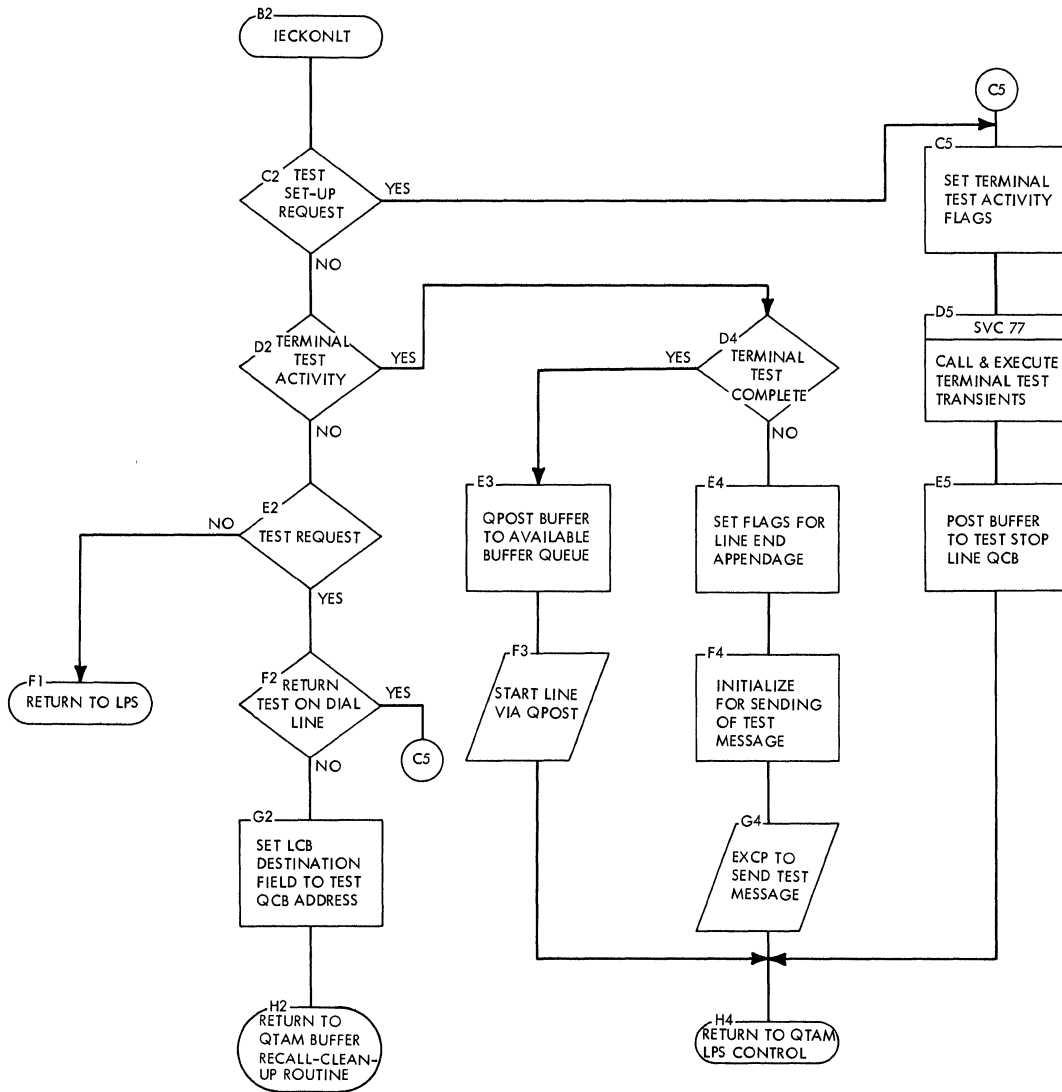 B2
IECKONLT
C5
C2
TEST
SET-UP
REQUEST
YES
NO
C5
SET TERMINAL
TEST ACTIVITY
FLAGS
D2
TERMINAL
TEST
ACTIVITY
YES
NO
D4
TERMINAL
TEST
COMPLETE
YES
NO
D5
SVC 77
CALL & EXECUTE
TERMINAL TEST
TRANSIENTS
E2
TEST REQUEST
NO
YES
E3
QPOST BUFFER
TO AVAILABLE
BUFFER QUEUE
E4
SET FLAGS FOR
LINE END
APPENDAGE
E5
POST BUFFER
TO TEST STOP
LINE QCB
F1
RETURN TO LPS
F2
RETURN
TEST ON DIAL
LINE
YES
C5
NO
F3
START LINE
VIA QPOST
F4
INITIALIZE
FOR SENDING
OF TEST
MESSAGE
G2
SET LCB
DESTINATION
FIELD TO TEST
QCB ADDRESS
G4
EXCP TO
SEND TEST
MESSAGE
H2
RETURN TO
QTAM BUFFER
RECALL-CLEAN-
UP ROUTINE
H4
RETURN TO QTAM
LPS CONTROL